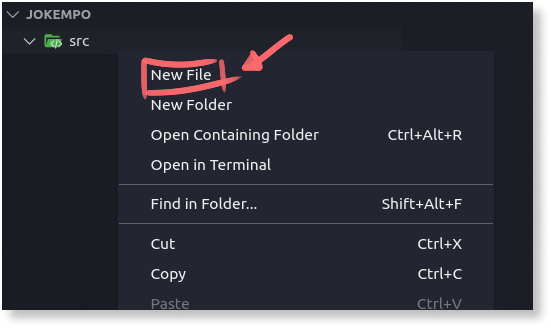 JOKEMPO
src
New File
New Folder
Open Containing Folder Ctrl+Alt+R
Open in Terminal
Find in Folder... Shift+Alt+F
Cut Ctrl+X
Copy Ctrl+C
Paste Ctrl+V